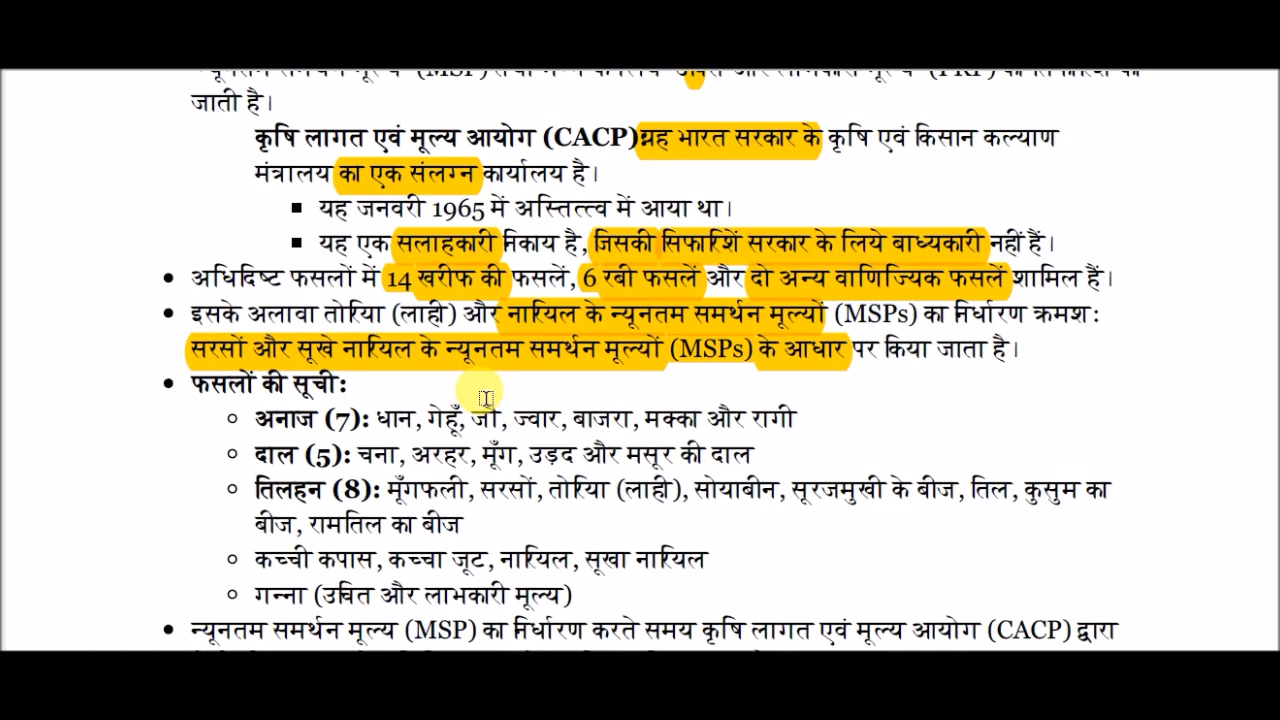 जाती है।
कृषि लागत एवं मूल्य आयोग (CACP): यह भारत सरकार के कृषि एवं किसान कल्याण
मंत्रालय का एक संलग्न कार्यालय है।
▪ यह जनवरी 1965 में अस्तित्त्व में आया था।
▪ यह एक सलाहकारी निकाय है, जिसकी सिफारिशें सरकार के लिये बाध्यकारी नहीं हैं।
• अधिदिष्ट फसलों में 14 खरीफ की फसलें, 6 रबी फसलें और दो अन्य वाणिज्यिक फसलें शामिल हैं।
• इसके अलावा तोरिया (लाही) और नारियल के न्यूनतम समर्थन मूल्यों (MSPs) का निर्धारण क्रमश:
सरसों और सूखे नारियल के न्यूनतम समर्थन मूल्यों (MSPs) के आधार पर किया जाता है।
• फसलों की सूची:
○ अनाज (7): धान, गेहूँ, जौ, ज्वार, बाजरा, मक्का और रागी
○ दाल (5): चना, अरहर, मूँग, उड़द और मसूर की दाल
○ तिलहन (8): मूँगफली, सरसों, तोरिया (लाही), सोयाबीन, सूरजमुखी के बीज, तिल, कुसुम का
बीज, रामतिल का बीज
○ कच्ची कपास, कच्चा जूट, नारियल, सूखा नारियल
○ गन्ना (उचित और लाभकारी मूल्य)
• न्यूनतम समर्थन मूल्य (MSP) का निर्धारण करते समय कृषि लागत एवं मूल्य आयोग (CACP) द्वारा